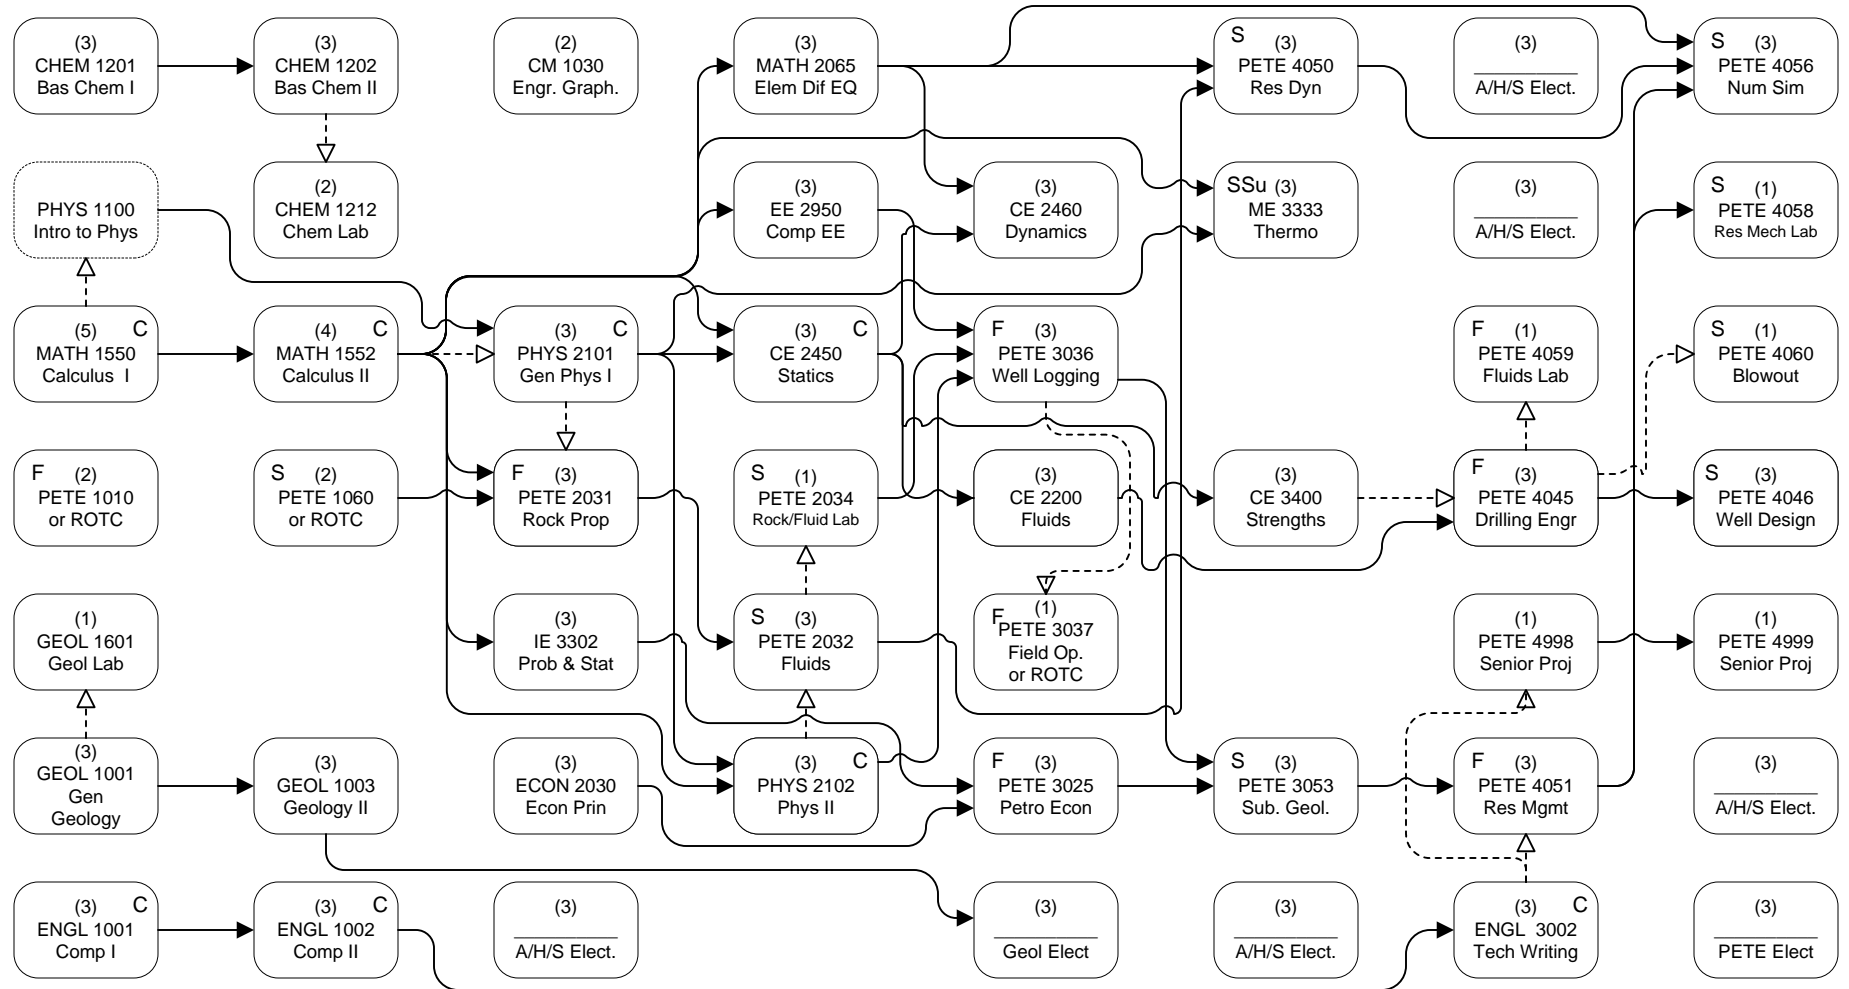 (3)
CHEM 1201
Bas Chem I
(3)
CHEM 1202
Bas Chem II
(2)
CM 1030
Engr. Graph.
(3)
MATH 2065
Elem Dif EQ
S (3)
PETE 4050
Res Dyn
(3)
A/H/S Elect.
S (3)
PETE 4056
Num Sim
PHYS 1100
Intro to Phys
(2)
CHEM 1212
Chem Lab
(3)
EE 2950
Comp EE
(3)
CE 2460
Dynamics
SSu (3)
ME 3333
Thermo
(3)
A/H/S Elect.
S (1)
PETE 4058
Res Mech Lab
(5) C
MATH 1550
Calculus I
(4) C
MATH 1552
Calculus II
(3) C
PHYS 2101
Gen Phys I
(3) C
CE 2450
Statics
F (3)
PETE 3036
Well Logging
F (1)
PETE 4059
Fluids Lab
S (1)
PETE 4060
Blowout
F (2)
PETE 1010
or ROTC
S (2)
PETE 1060
or ROTC
F (3)
PETE 2031
Rock Prop
S (1)
PETE 2034
Rock/Fluid Lab
(3)
CE 2200
Fluids
(3)
CE 3400
Strengths
F (3)
PETE 4045
Drilling Engr
S (3)
PETE 4046
Well Design
(1)
GEOL 1601
Geol Lab
(3)
IE 3302
Prob & Stat
S (3)
PETE 2032
Fluids
F (1)
PETE 3037
Field Op.
or ROTC
(1)
PETE 4998
Senior Proj
(1)
PETE 4999
Senior Proj
(3)
GEOL 1001
Gen
Geology
(3)
GEOL 1003
Geology II
(3)
ECON 2030
Econ Prin
(3) C
PHYS 2102
Phys II
F (3)
PETE 3025
Petro Econ
S (3)
PETE 3053
Sub. Geol.
F (3)
PETE 4051
Res Mgmt
(3)
A/H/S Elect.
(3) C
ENGL 1001
Comp I
(3) C
ENGL 1002
Comp II
(3)
A/H/S Elect.
(3)
Geol Elect
(3)
A/H/S Elect.
(3) C
ENGL 3002
Tech Writing
(3)
PETE Elect